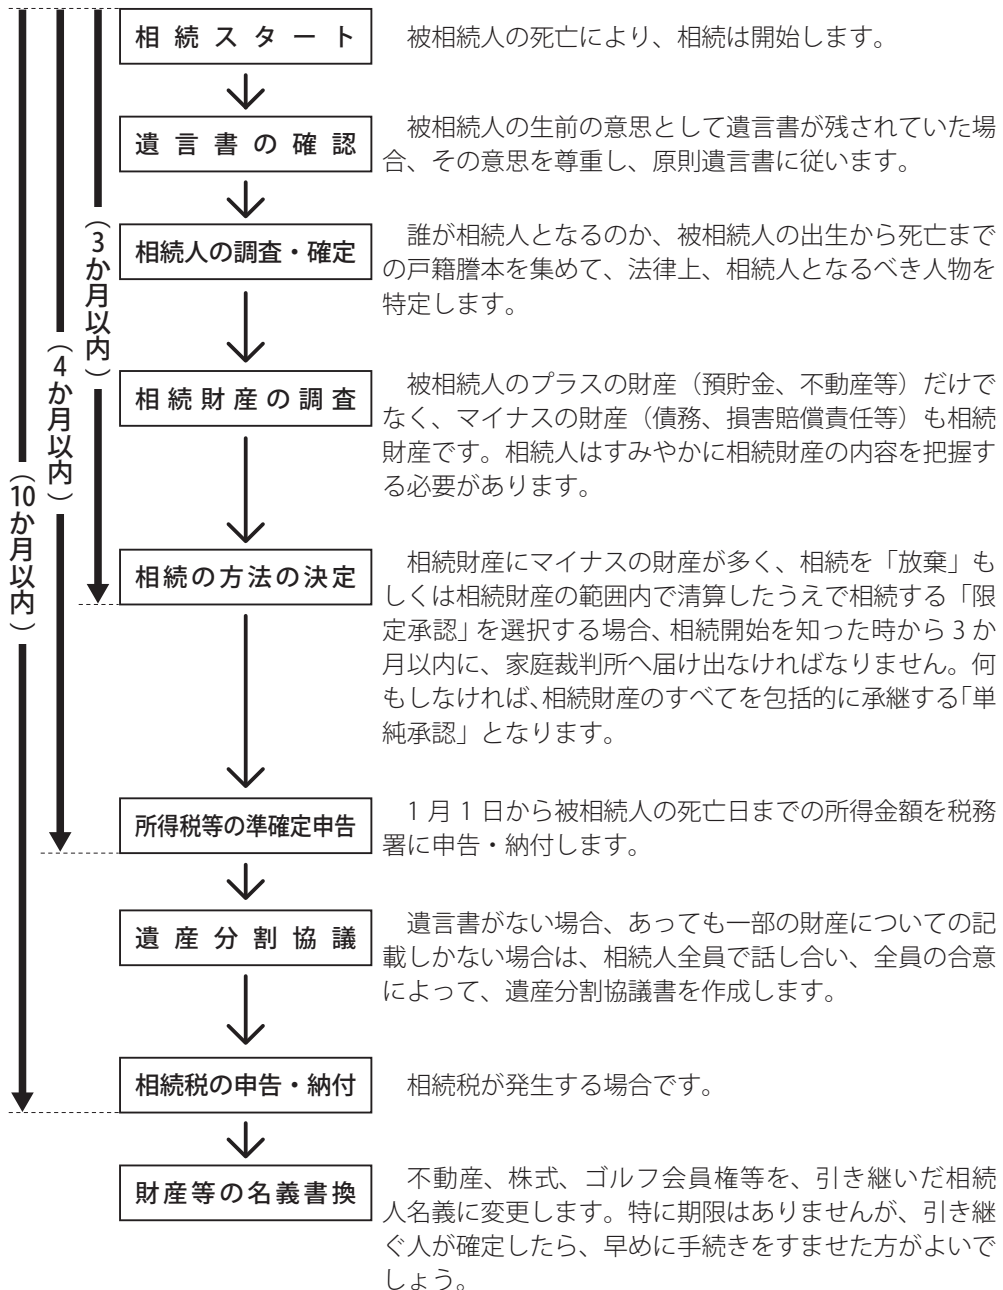 相続スタート
被相続人の死亡により、相続は開始します。
遺言書の確認
被相続人の生前の意思として遺言書が残されていた場
合、その意思を尊重し、原則遺言書に従います。
相続人の調査・確定
誰が相続人となるのか、被相続人の出生から死亡まで
の戸籍謄本を集めて、法律上、相続人となるべき人物を
特定します。
（3か月以内）
（4か月以内）
（10か月以内）
相続財産の調査
被相続人のプラスの財産（預貯金、不動産等）だけで
なく、マイナスの財産（債務、損害賠償責任等）も相続
財産です。相続人はすみやかに相続財産の内容を把握す
る必要があります。
相続の方法の決定
相続財産にマイナスの財産が多く、相続を「放棄」も
しくは相続財産の範囲内で清算したうえで相続する「限
定承認」を選択する場合、相続開始を知った時から3か
月以内に、家庭裁判所へ届け出なければなりません。何
もしなければ、相続財産のすべてを包括的に承継する「単
純承認」となります。
所得税等の準確定申告
1月1日から被相続人の死亡日までの所得金額を税務
署に申告・納付します。
遺産分割協議
遺言書がない場合、あっても一部の財産についての記
載しかない場合は、相続人全員で話し合い、全員の合意
によって、遺産分割協議書を作成します。
相続税の申告・納付
相続税が発生する場合です。
財産等の名義書換
不動産、株式、ゴルフ会員権等を、引き継いだ相続
人名義に変更します。特に期限はありませんが、引き継
ぐ人が確定したら、早めに手続きをすませた方がよいで
しょう。